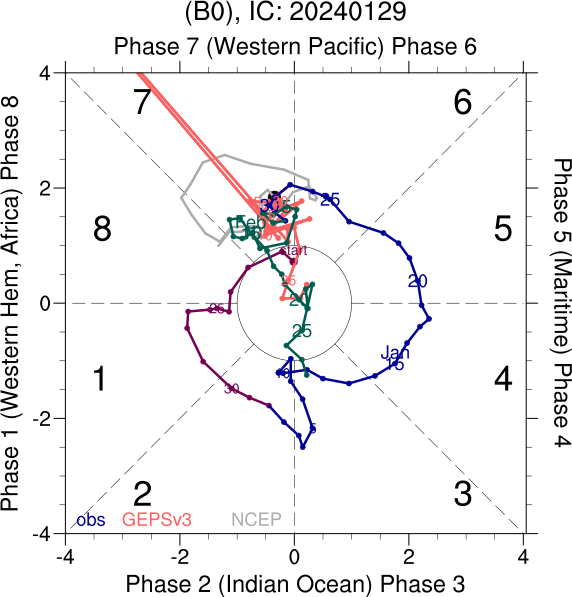 (B0), IC: 20240129
Phase 7 (Western Pacific) Phase 6
4
7
6
2
8
5
0
1
4
-2
2
3
-4
-4
-2
0
2
4
Phase 2 (Indian Ocean) Phase 3
Phase 1 (Western Hem, Africa) Phase 8
Phase 5 (Maritime) Phase 4
25
20
Jan
15
10
5
30
25
25
Feb
start
obs
GEPSv3
NCEP